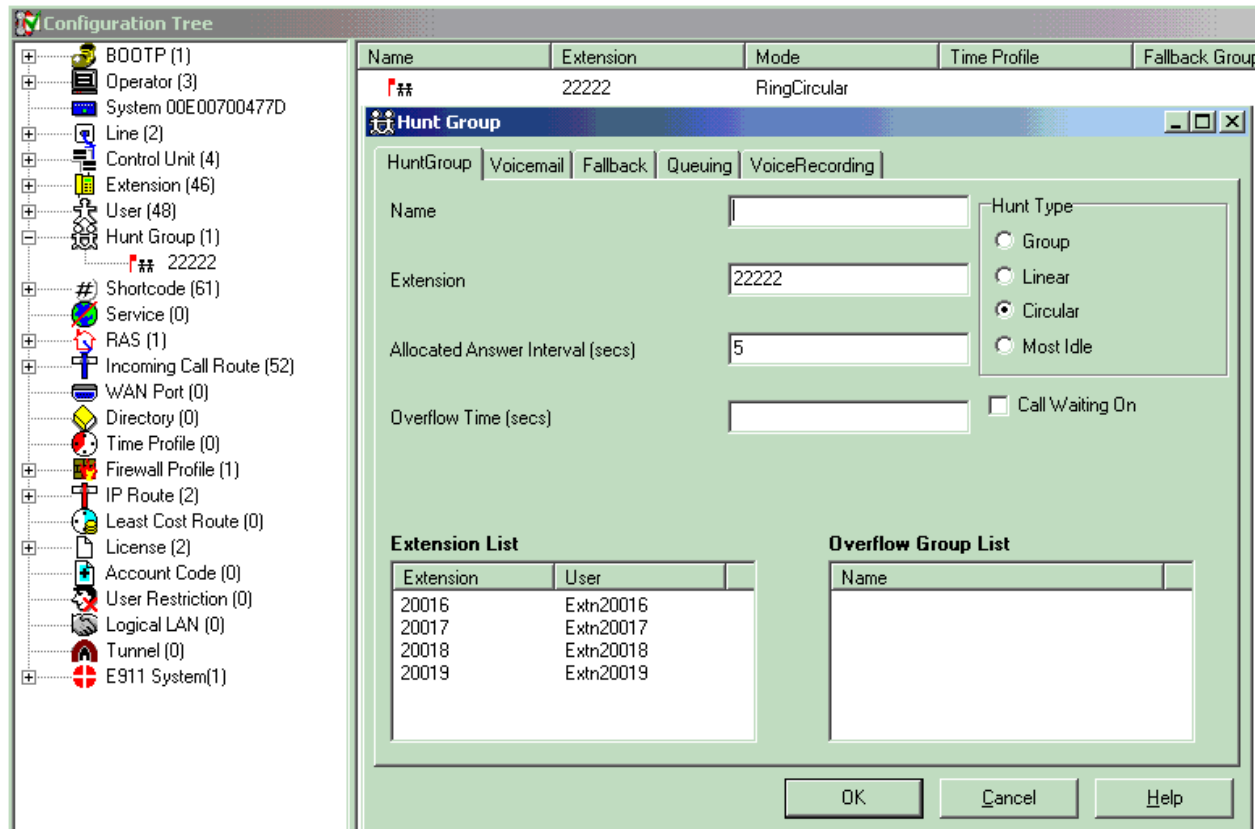 Configuration Tree
BOOTP (1)
Operator (3)
System 00E00700477D
Line (2)
Control Unit (4)
Extension (46)
User (48)
Hunt Group (1)
22222
Shortcode (61)
Service (0)
RAS (1)
Incoming Call Route (52)
WAN Port (0)
Directory (0)
Time Profile (0)
Firewall Profile (1)
IP Route (2)
Least Cost Route (0)
License (2)
Account Code (0)
User Restriction (0)
Logical LAN (0)
Tunnel (0)
E911 System(1)
Name Extension Mode Time Profile Fallback Group
22222 RingCircular
Hunt Group
HuntGroup Voicemail Fallback Queuing VoiceRecording
Name
Extension 22222
Allocated Answer Interval (secs) 5
Overflow Time (secs)
Hunt Type
Group
Linear
Circular
Most Idle
Call Waiting On
Extension List
Extension User
20016 Extn20016
20017 Extn20017
20018 Extn20018
20019 Extn20019
Overflow Group List
Name
OK Cancel Help